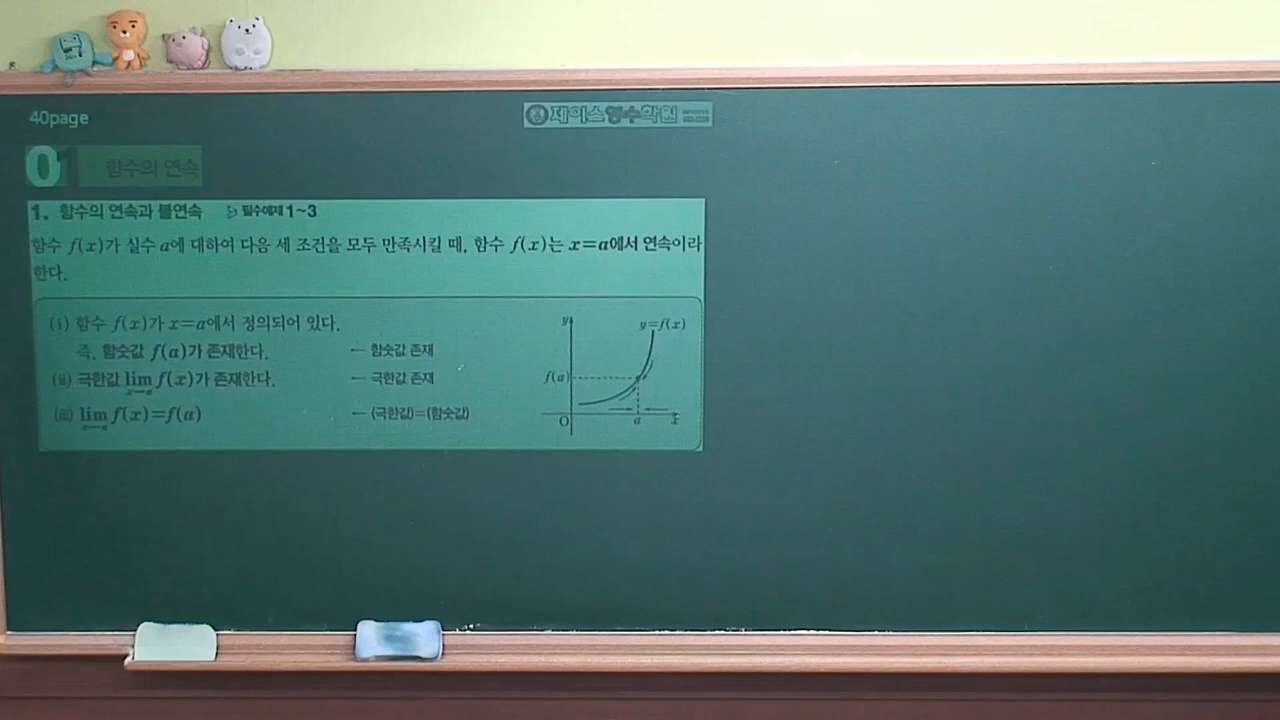 40page
제이스영수학원
01 함수의 연속
1. 함수의 연속과 불연속 필수예제 1~3
함수 f(x)가 실수 a에 대하여 다음 세 조건을 모두 만족시킬 때, 함수 f(x)는 x=a에서 연속이라
한다.
(i) 함수 f(x)가 x=a에서 정의되어 있다.
즉, 함숫값 f(a)가 존재한다. ← 함숫값 존재
(ii) 극한값 lim f(x)가 존재한다. ← 극한값 존재
x→a
(iii) lim f(x)=f(a) ← (극한값)=(함숫값)
x→a
y
y=f(x)
f(a)
O a x